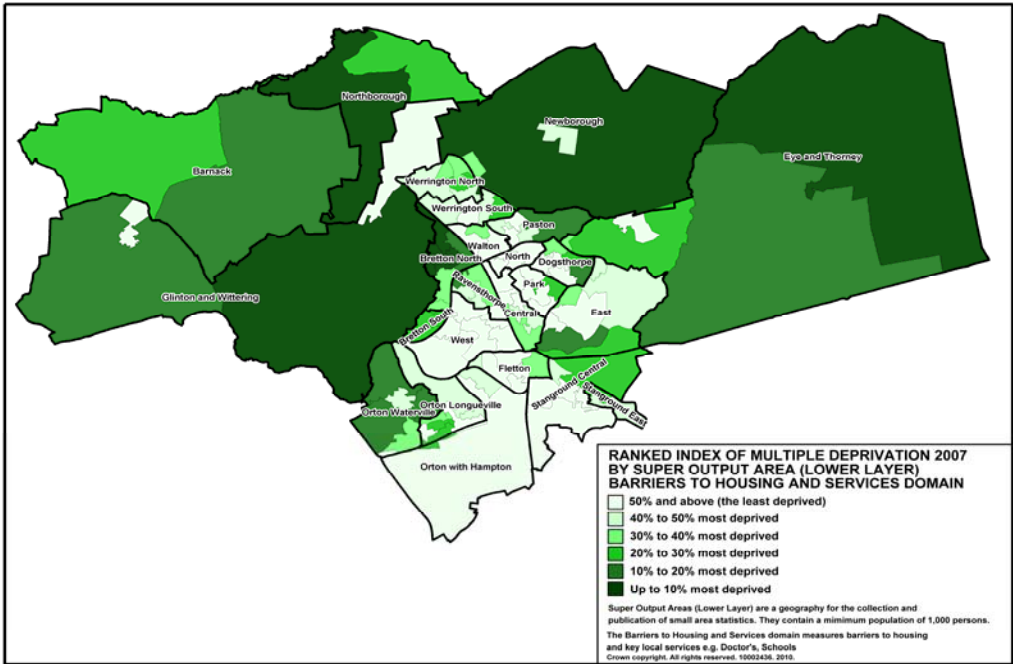 Northborough
Newborough
Eye and Thorney
Barnack
Werrington North
Werrington South
Paston
Walton
North
Bretton North
Dogsthorpe
Ravensthorpe
Park
Glinton and Wittering
Central
East
Bretton South
West
Fletton
Stanground Central
Stanground East
Orton Longueville
Orton Waterville
Orton with Hampton
RANKED INDEX OF MULTIPLE DEPRIVATION 2007
BY SUPER OUTPUT AREA (LOWER LAYER)
BARRIERS TO HOUSING AND SERVICES DOMAIN
50% and above (the least deprived)
40% to 50% most deprived
30% to 40% most deprived
20% to 30% most deprived
10% to 20% most deprived
Up to 10% most deprived
Super Output Areas (Lower Layer) are a geography for the collection and
publication of small area statistics. They contain a mimimum population of 1,000 persons.
The Barriers to Housing and Services domain measures barriers to housing
and key local services e.g. Doctor's, Schools
Crown copyright. All rights reserved. 10002436. 2010.